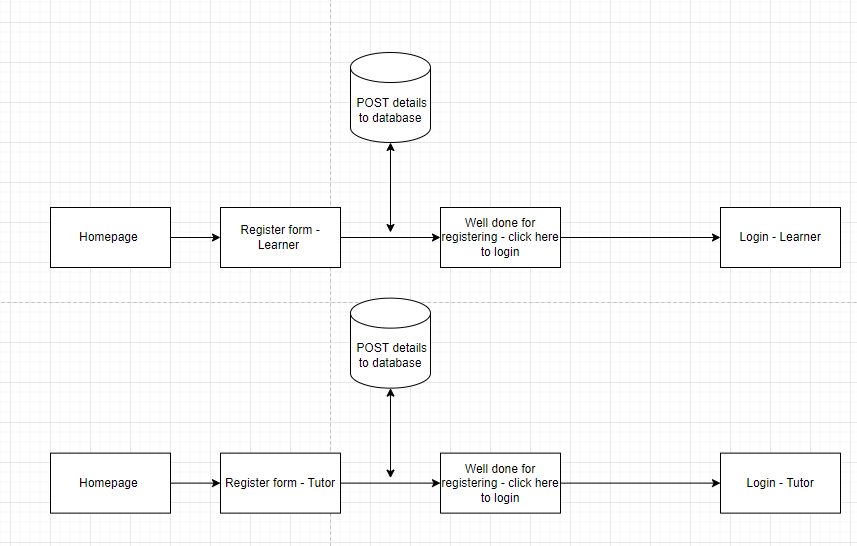 POST details
to database
Homepage
Register form -
Learner
Well done for
registering - click here
to login
Login - Learner
POST details
to database
Homepage
Register form - Tutor
Well done for
registering - click here
to login
Login - Tutor